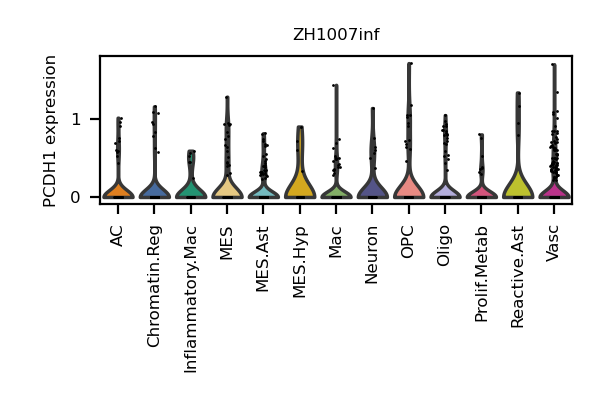 ZH1007inf
PCDH1 expression
1
0
AC
Chromatin.Reg
Inflammatory.Mac
MES
MES.Ast
MES.Hyp
Mac
Neuron
OPC
Oligo
Prolif.Metab
Reactive.Ast
Vasc